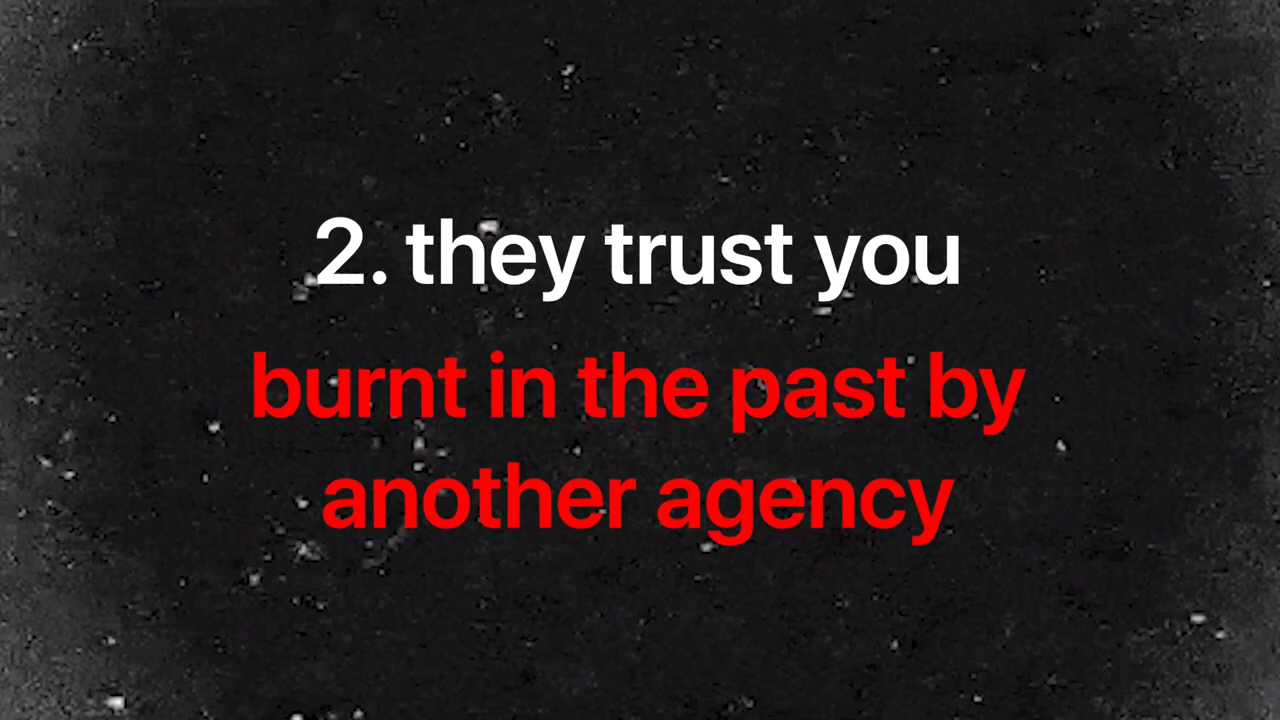 2. they trust you
burnt in the past by
another agency